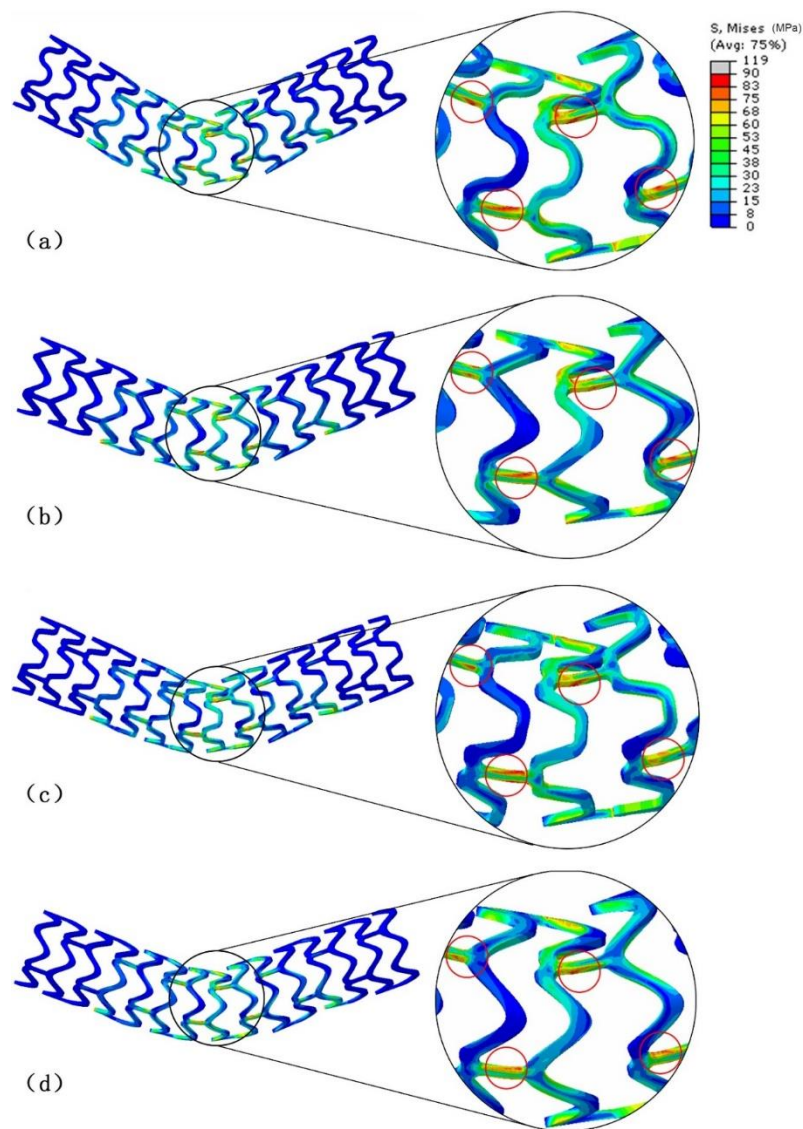 S, Mises (MPa)
(Avg: 75%)
119
90
83
75
68
60
53
45
38
30
23
15
8
0
（a）
（b）
（c）
（d）